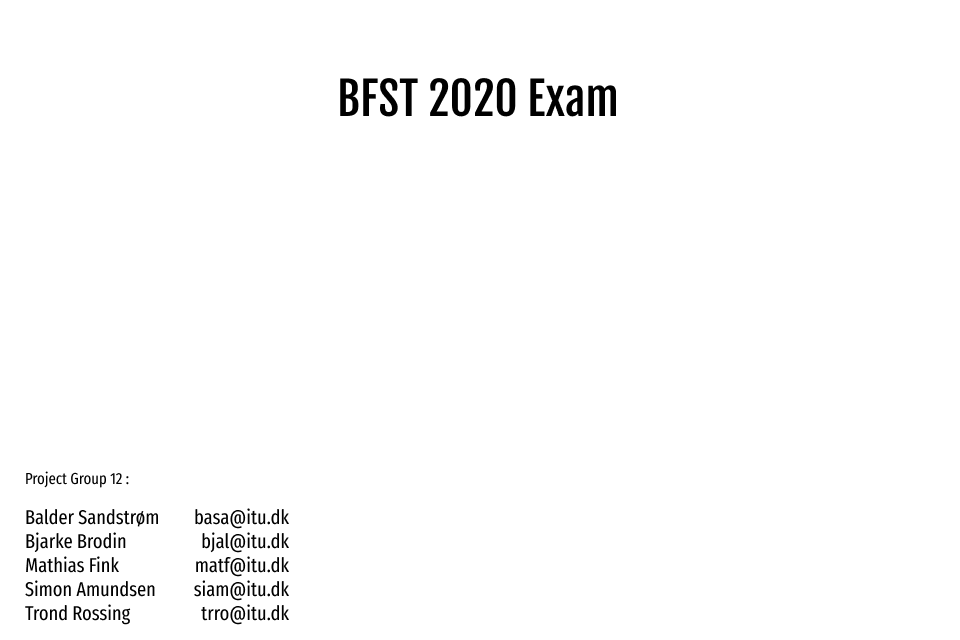 BFST 2020 Exam
Project Group 12 :
Balder Sandstrøm basa@itu.dk
Bjarke Brodin bjal@itu.dk
Mathias Fink matf@itu.dk
Simon Amundsen siam@itu.dk
Trond Rossing trro@itu.dk